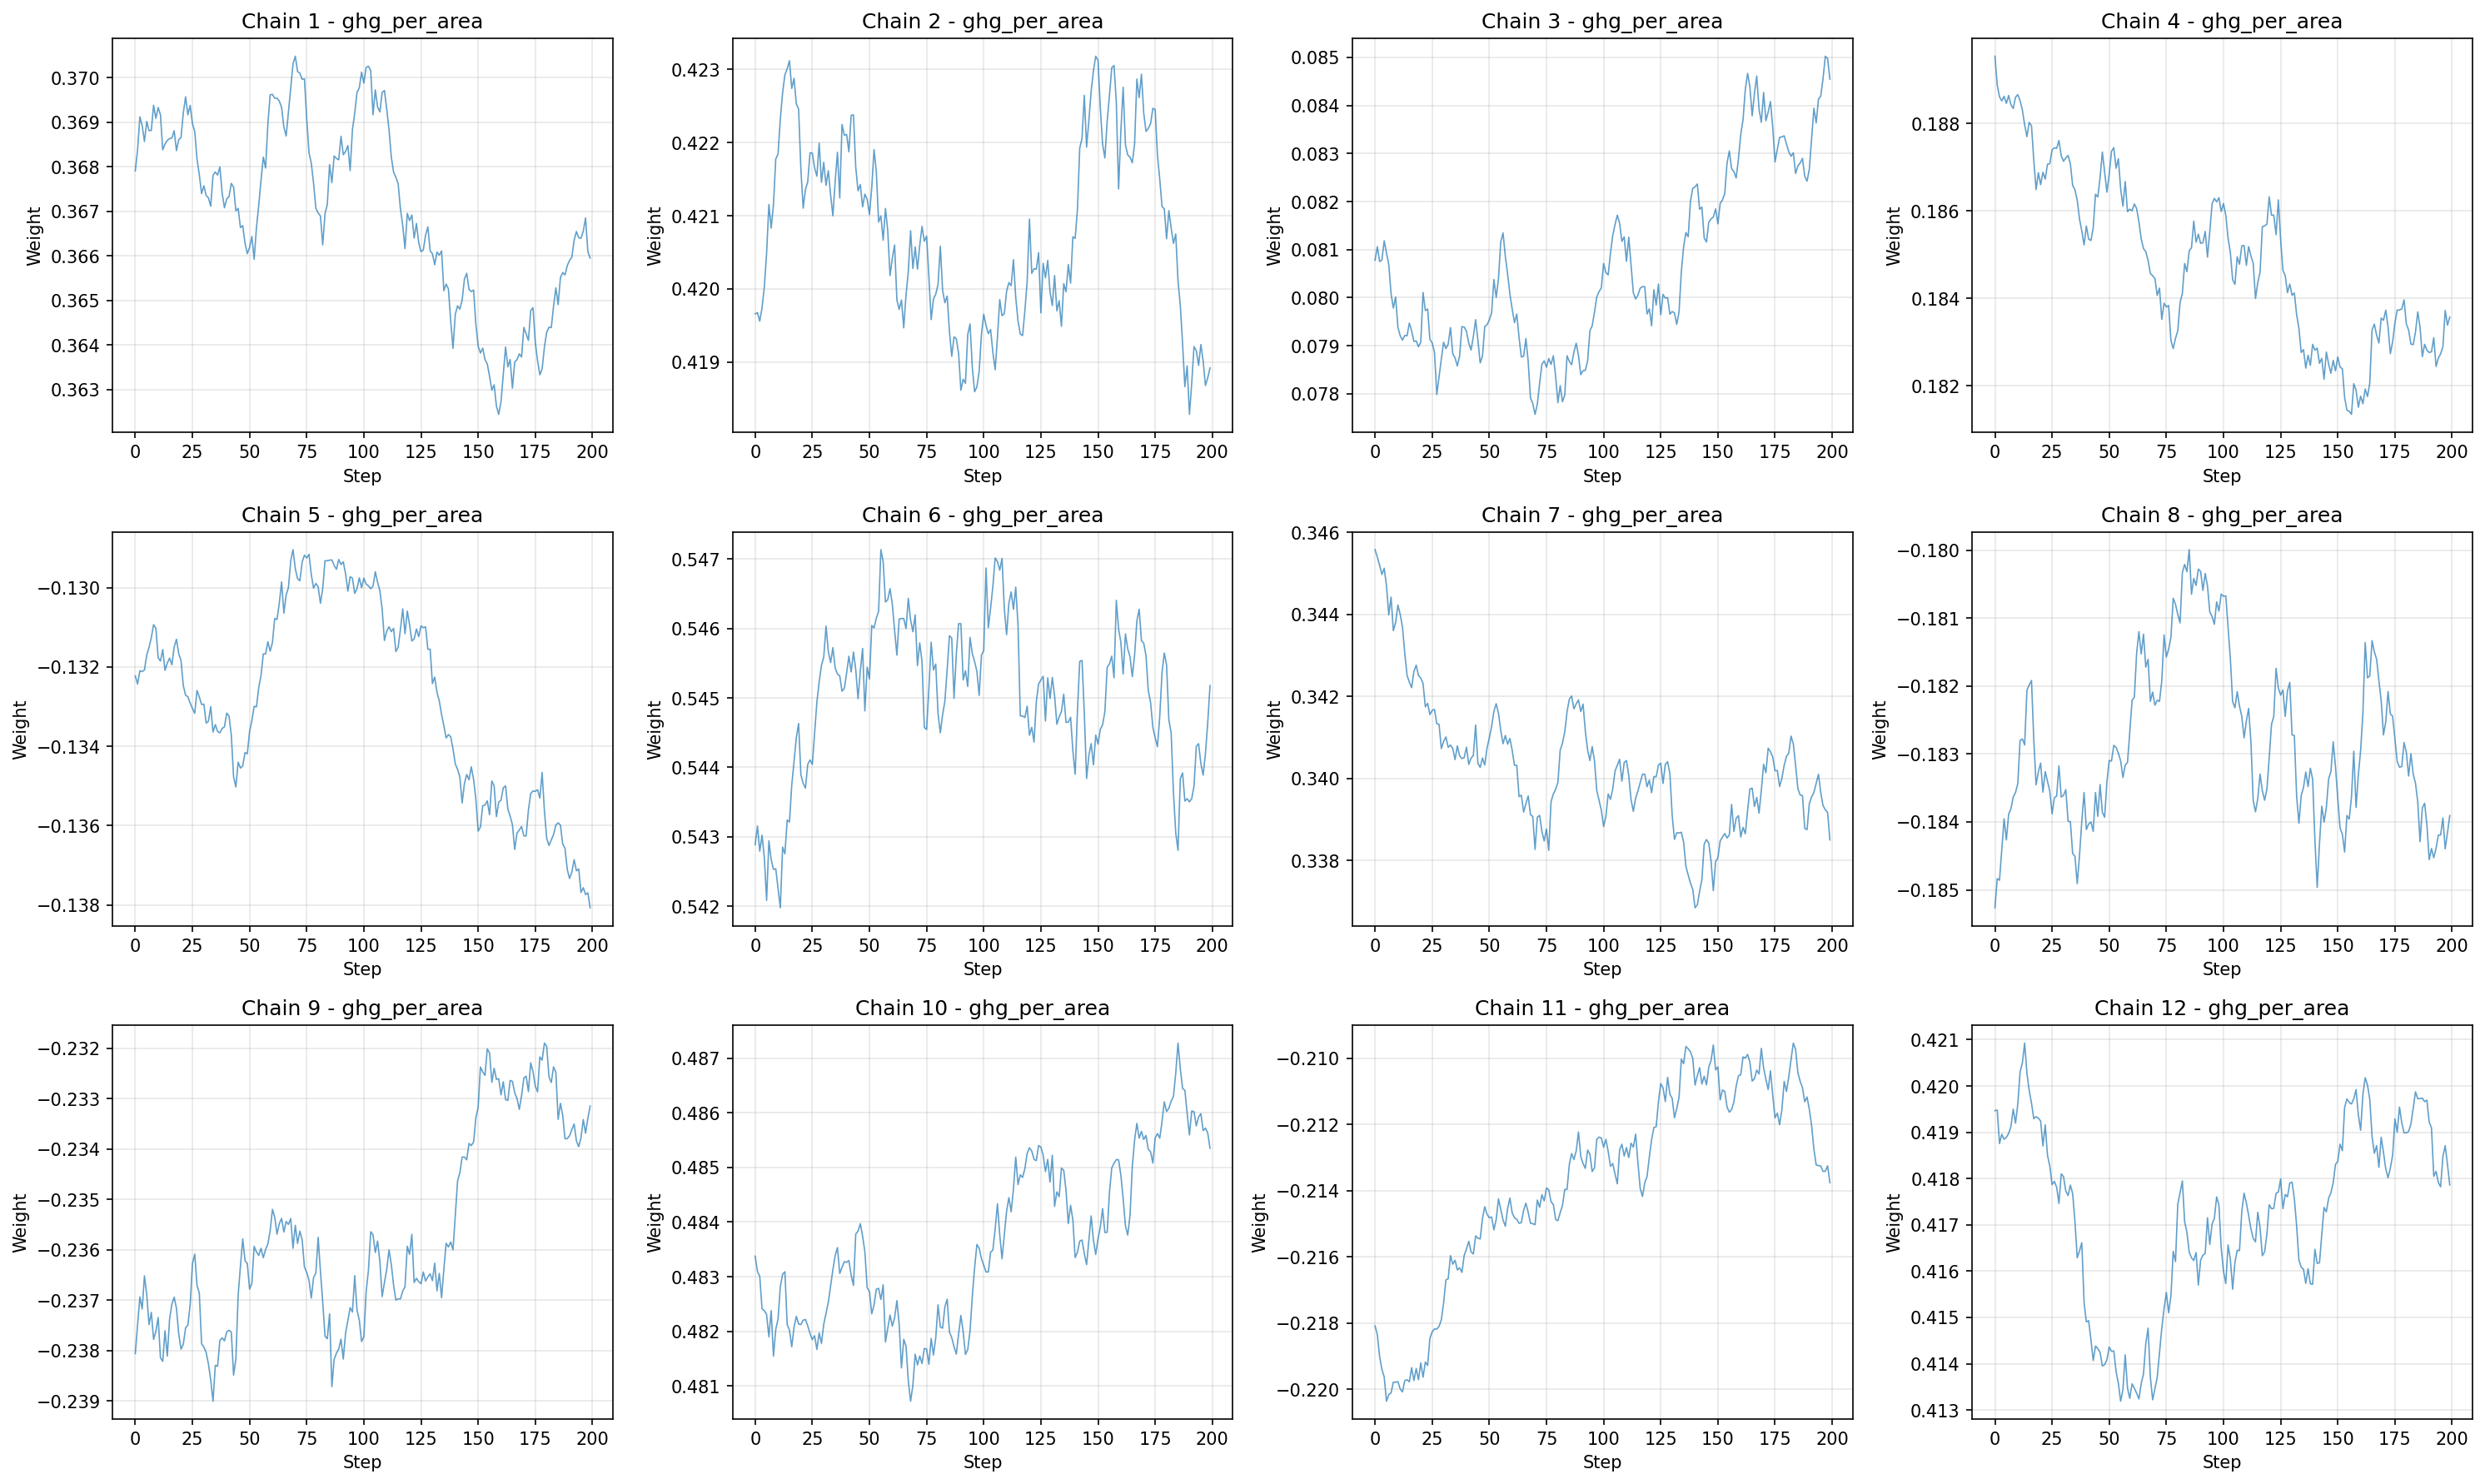 Chain 1 - ghg_per_area
Weight
0.370
0.369
0.368
0.367
0.366
0.365
0.364
0.363
0 25 50 75 100 125 150 175 200
Step
Chain 2 - ghg_per_area
Weight
0.423
0.422
0.421
0.420
0.419
0 25 50 75 100 125 150 175 200
Step
Chain 3 - ghg_per_area
Weight
0.085
0.084
0.083
0.082
0.081
0.080
0.079
0.078
0 25 50 75 100 125 150 175 200
Step
Chain 4 - ghg_per_area
Weight
0.188
0.186
0.184
0.182
0 25 50 75 100 125 150 175 200
Step
Chain 5 - ghg_per_area
Weight
−0.130
−0.132
−0.134
−0.136
−0.138
0 25 50 75 100 125 150 175 200
Step
Chain 6 - ghg_per_area
Weight
0.547
0.546
0.545
0.544
0.543
0.542
0 25 50 75 100 125 150 175 200
Step
Chain 7 - ghg_per_area
Weight
0.346
0.344
0.342
0.340
0.338
0 25 50 75 100 125 150 175 200
Step
Chain 8 - ghg_per_area
Weight
−0.180
−0.181
−0.182
−0.183
−0.184
−0.185
0 25 50 75 100 125 150 175 200
Step
Chain 9 - ghg_per_area
Weight
−0.232
−0.233
−0.234
−0.235
−0.236
−0.237
−0.238
−0.239
0 25 50 75 100 125 150 175 200
Step
Chain 10 - ghg_per_area
Weight
0.487
0.486
0.485
0.484
0.483
0.482
0.481
0 25 50 75 100 125 150 175 200
Step
Chain 11 - ghg_per_area
Weight
−0.210
−0.212
−0.214
−0.216
−0.218
−0.220
0 25 50 75 100 125 150 175 200
Step
Chain 12 - ghg_per_area
Weight
0.421
0.420
0.419
0.418
0.417
0.416
0.415
0.414
0.413
0 25 50 75 100 125 150 175 200
Step